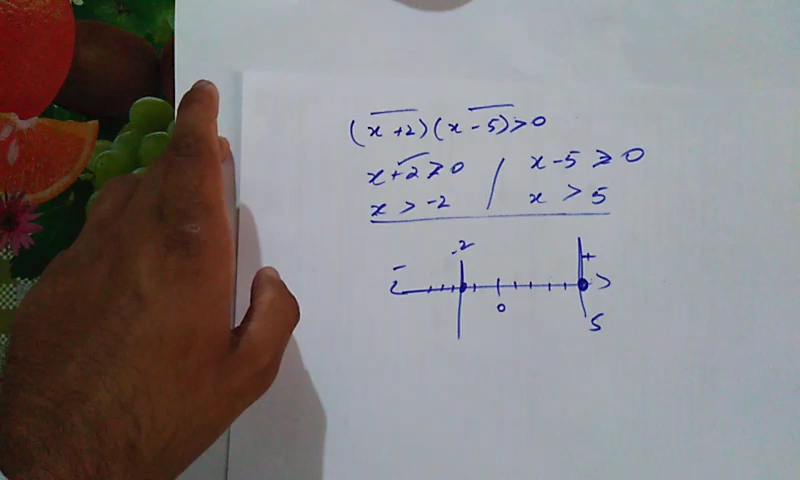 (x+2)(x-5)>0
x+2≥0 / x-5≥0
x>-2 / x>5
-2
- +
0
5